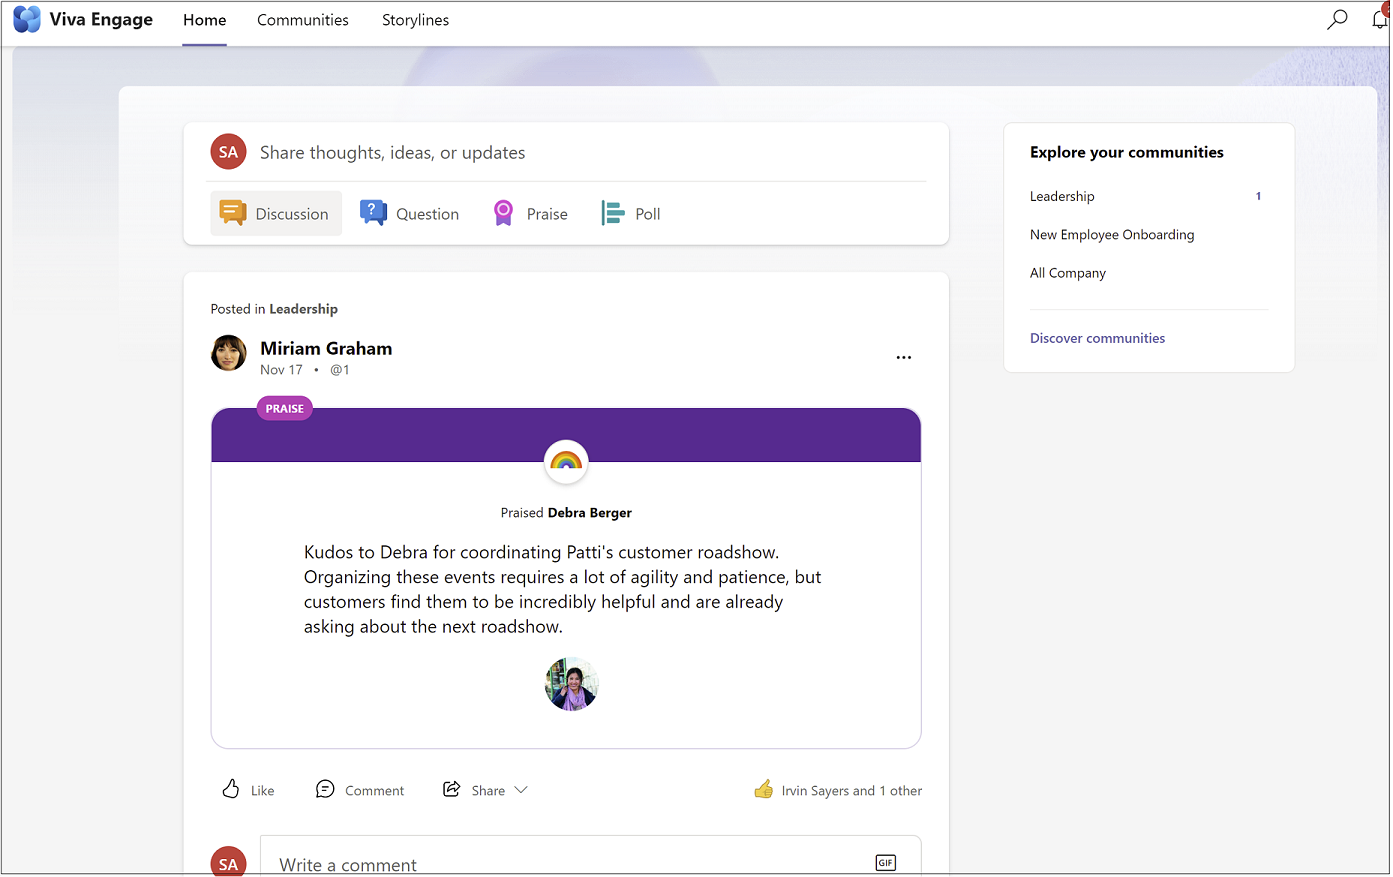 Viva Engage
Home
Communities
Storylines
SA
Share thoughts, ideas, or updates
Discussion
?
Question
Praise
Poll
Posted in Leadership
Miriam Graham
Nov 17 • @1
...
PRAISE
Praised Debra Berger
Kudos to Debra for coordinating Patti's customer roadshow.
Organizing these events requires a lot of agility and patience, but
customers find them to be incredibly helpful and are already
asking about the next roadshow.
Like
Comment
Share
Irvin Sayers and 1 other
SA
Write a comment
GIF
Explore your communities
Leadership 1
New Employee Onboarding
All Company
Discover communities